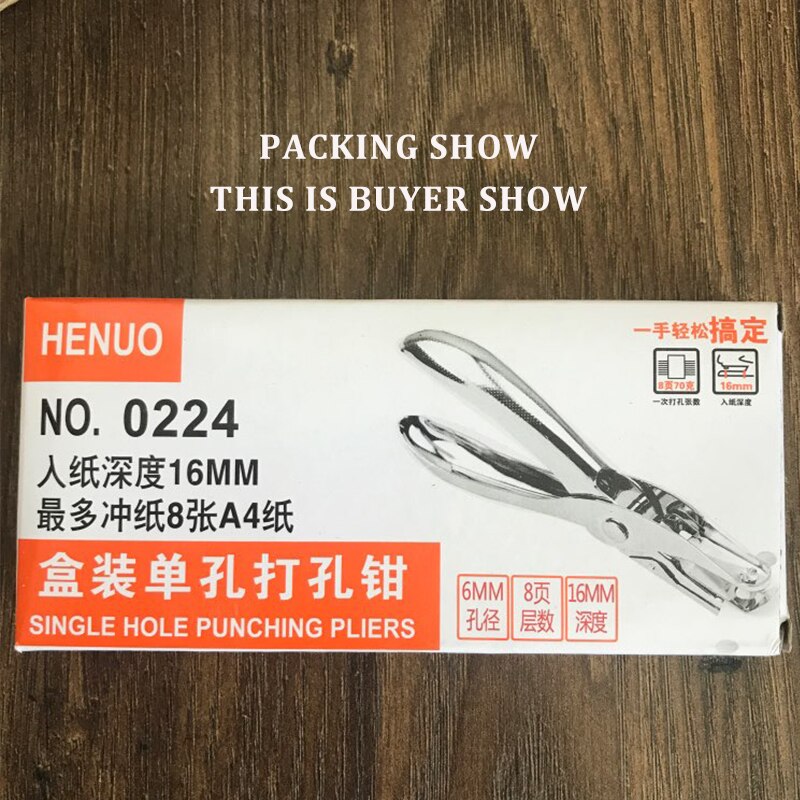 PACKING SHOW
THIS IS BUYER SHOW
HENUO
一手轻松搞定
8页70克
16mm
一次打孔张数
入纸深度
NO. 0224
入纸深度16MM
最多冲纸8张A4纸
盒装单孔打孔钳
SINGLE HOLE PUNCHING PLIERS
6MM
孔径
8页
层数
16MM
深度